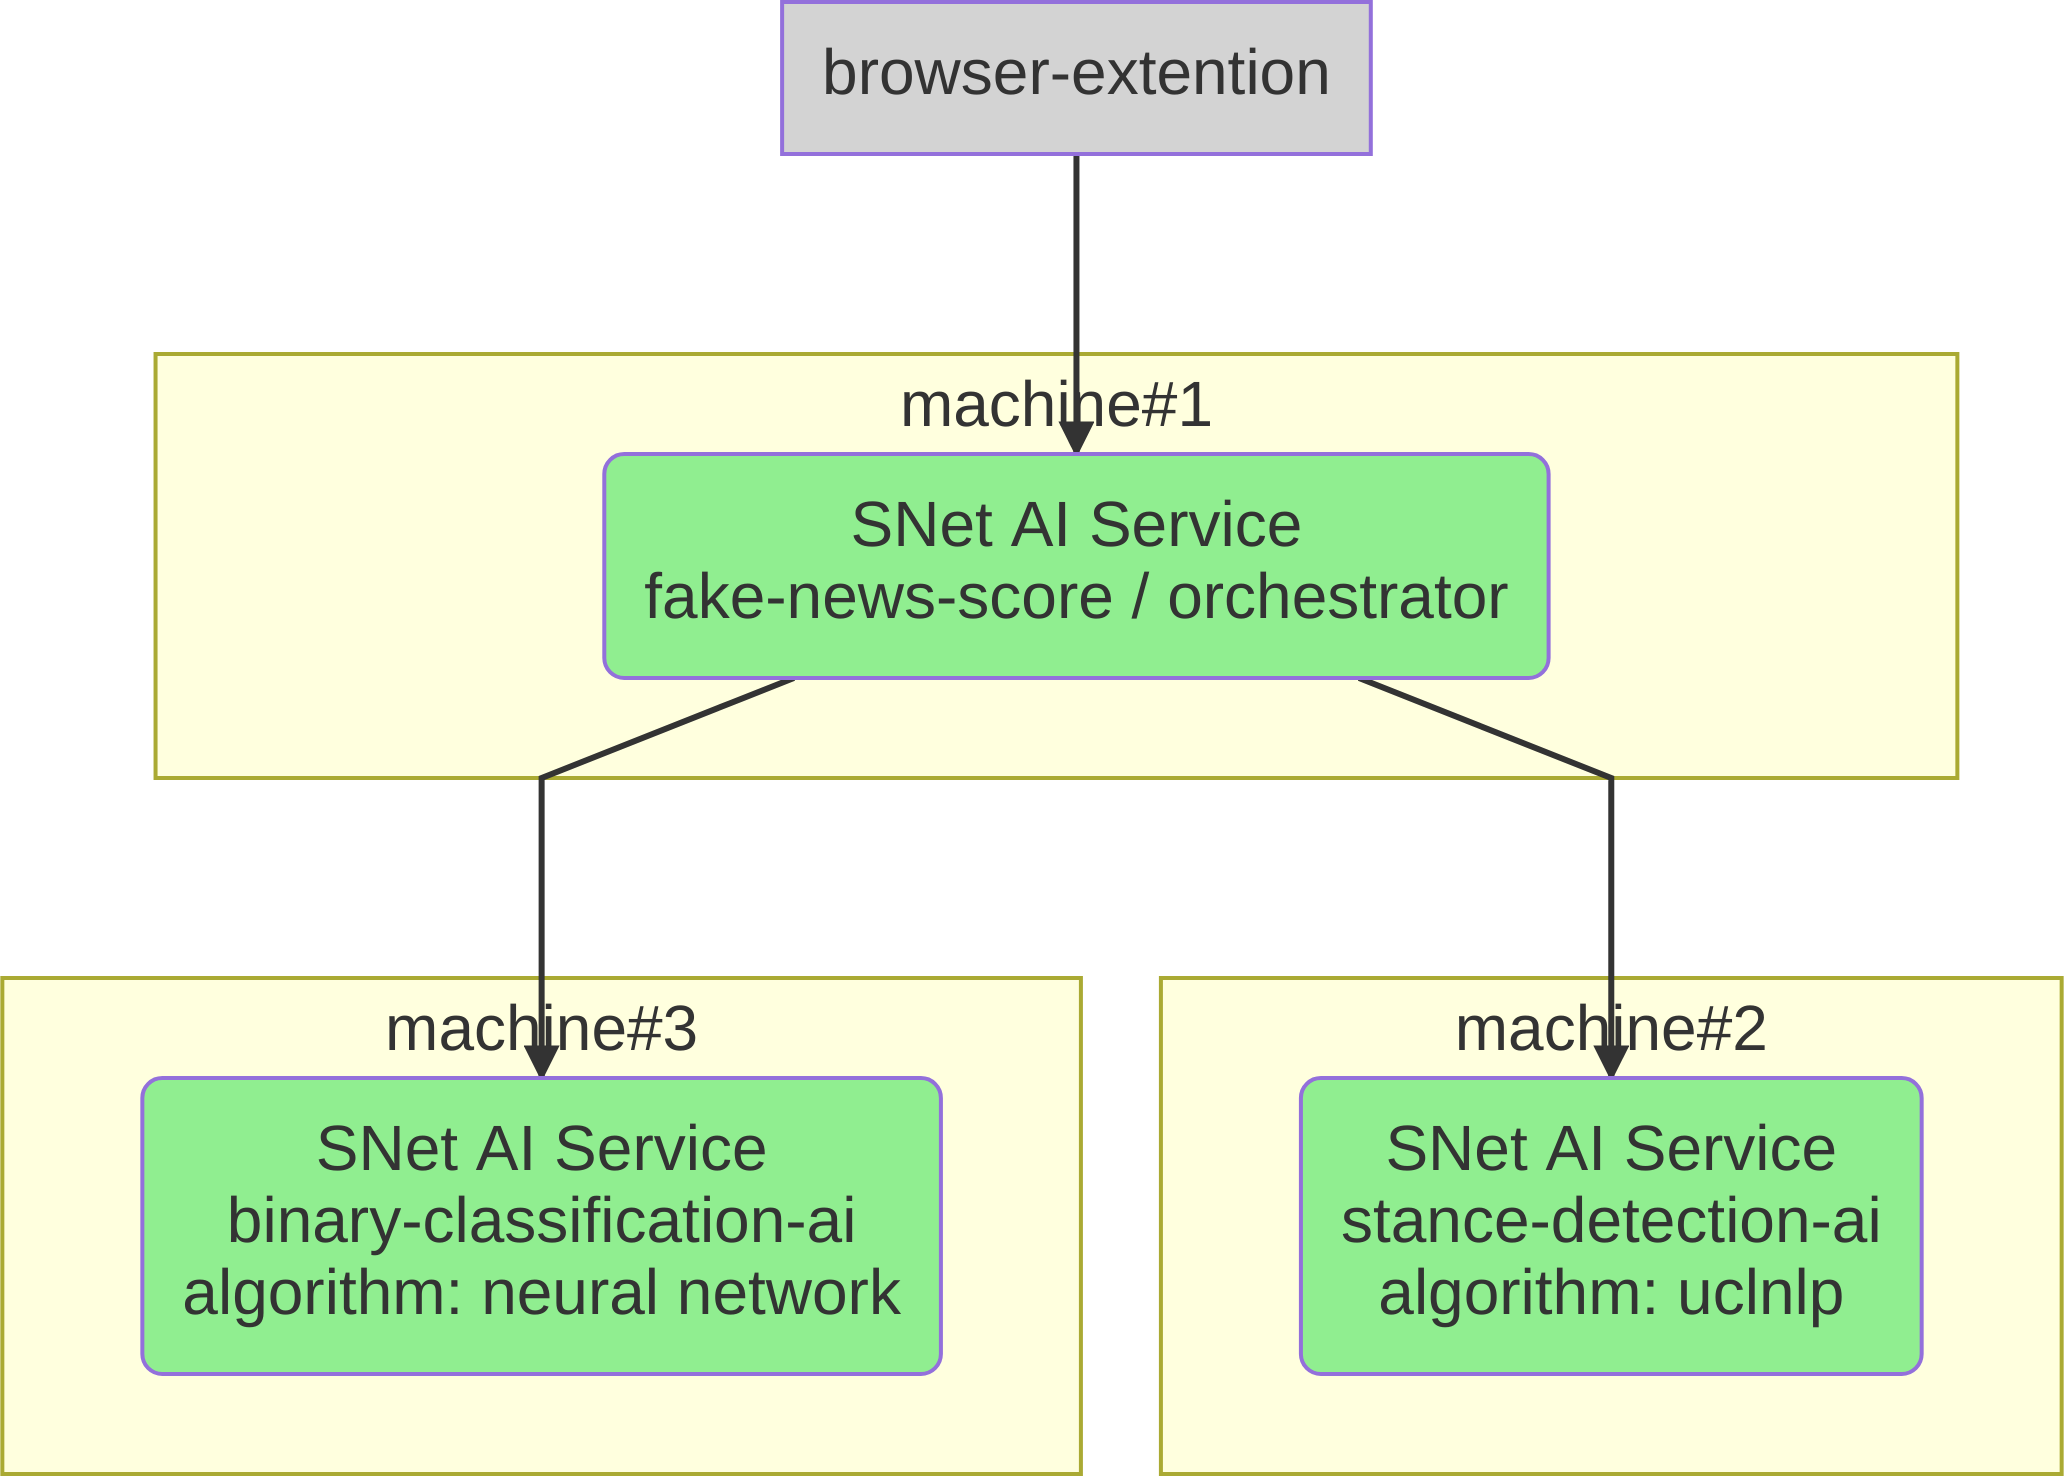 browser-extention
machine#1
SNet AI Service
fake-news-score / orchestrator
machine#3
SNet AI Service
binary-classification-ai
algorithm: neural network
machine#2
SNet AI Service
stance-detection-ai
algorithm: uclnlp